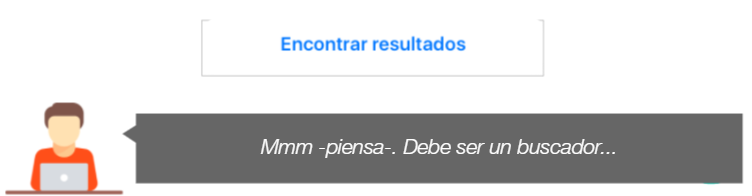 Encontrar resultados
Mmm -piensa-. Debe ser un buscador...